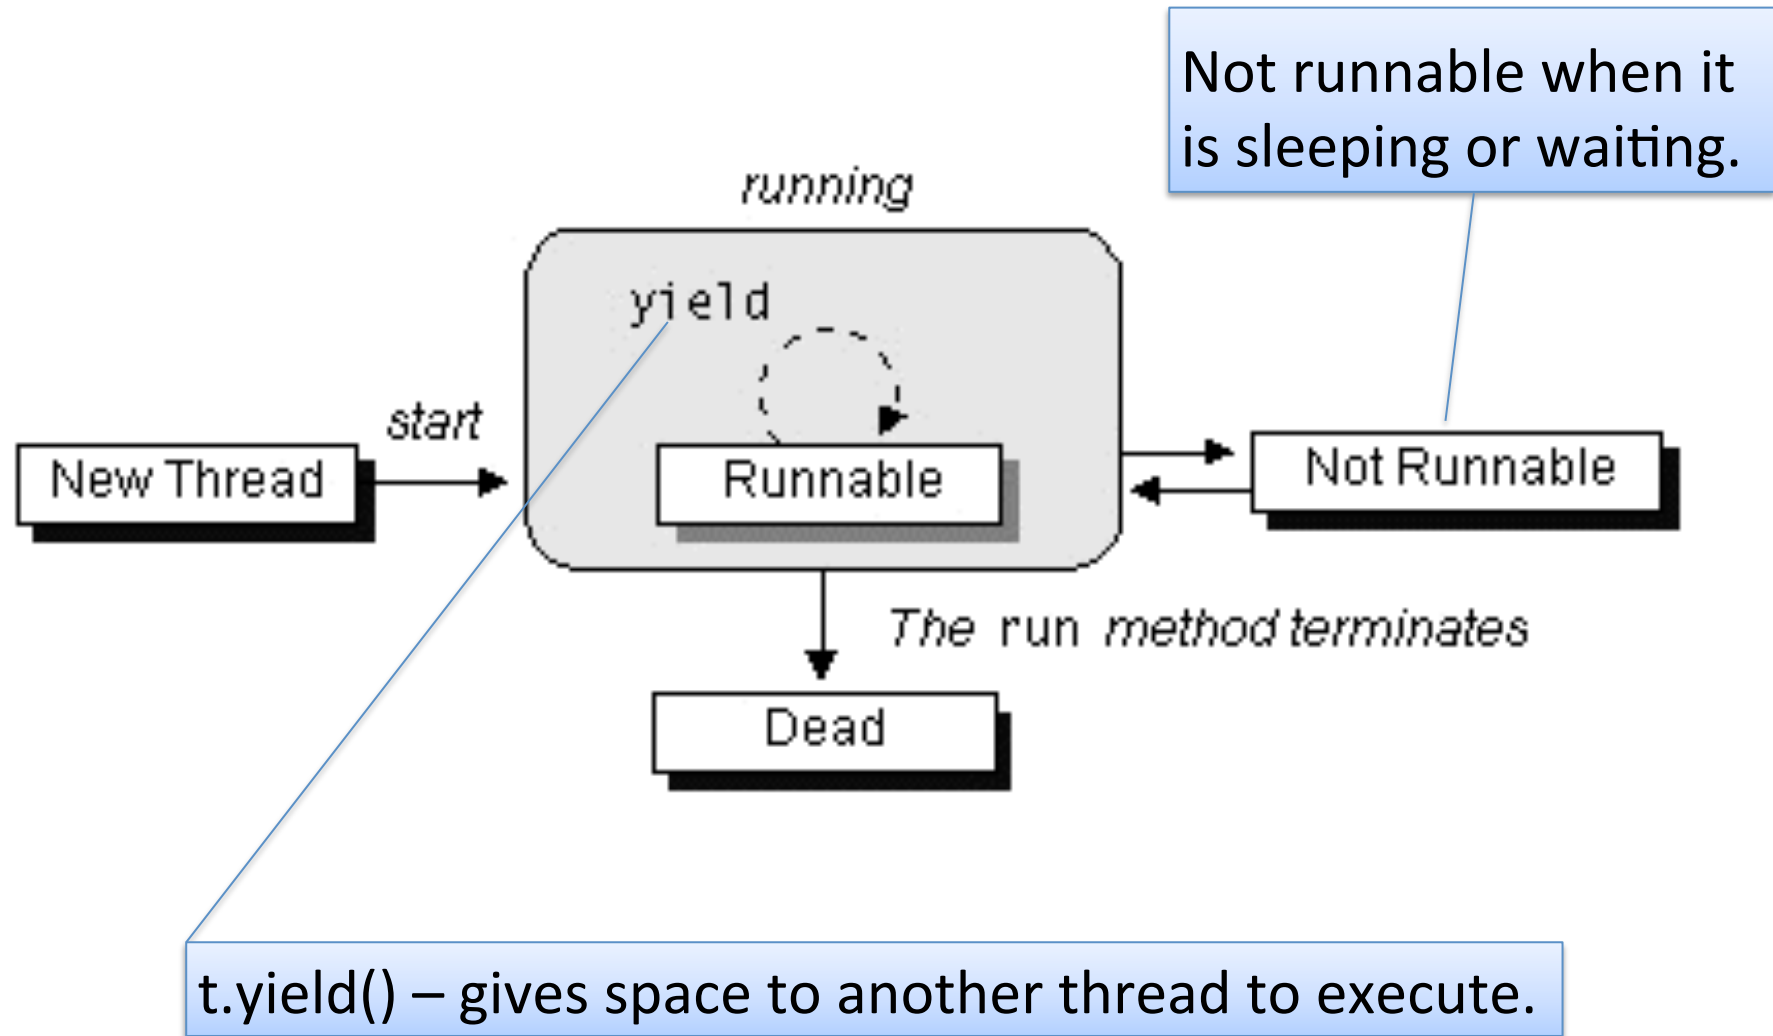 Not runnable when it
is sleeping or waiting.
running
yield
start
New Thread
Runnable
Not Runnable
The run method terminates
Dead
t.yield() – gives space to another thread to execute.